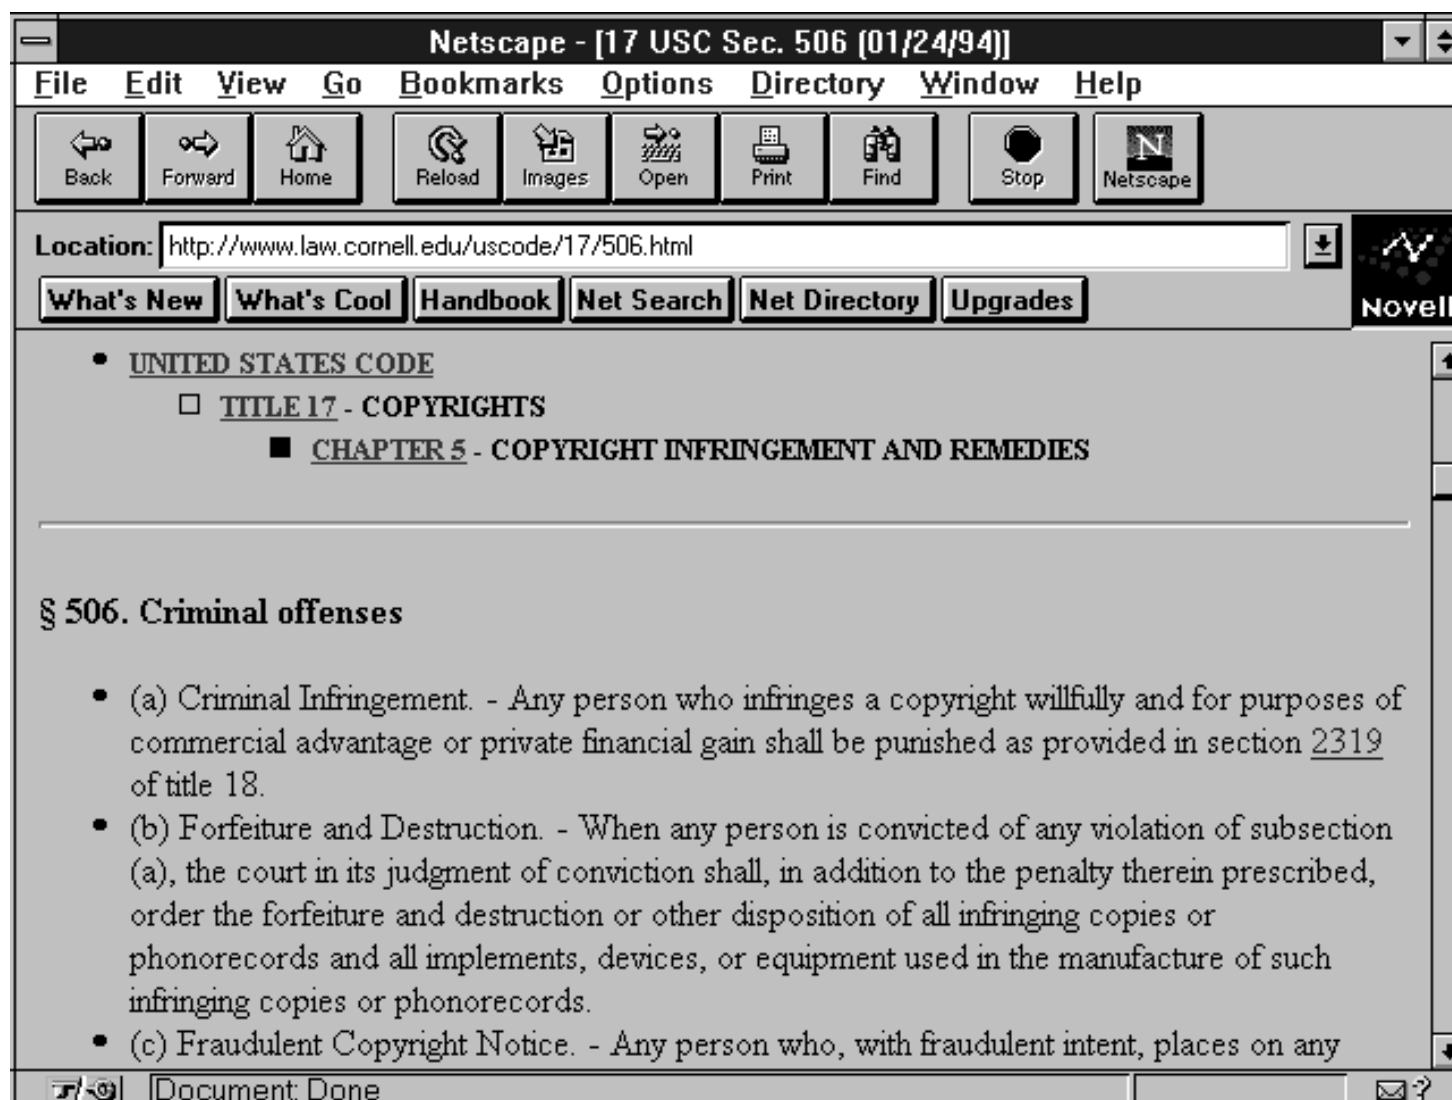 Netscape - [17 USC Sec. 506 (01/24/94)]
File Edit View Go Bookmarks Options Directory Window Help
Back Forward Home Reload Images Open Print Find Stop N Netscape
Location: http://www.law.cornell.edu/uscode/17/506.html
What's New What's Cool Handbook Net Search Net Directory Upgrades
Novell
• UNITED STATES CODE
□ TITLE 17 - COPYRIGHTS
■ CHAPTER 5 - COPYRIGHT INFRINGEMENT AND REMEDIES
§ 506. Criminal offenses
• (a) Criminal Infringement. - Any person who infringes a copyright willfully and for purposes of
commercial advantage or private financial gain shall be punished as provided in section 2319
of title 18.
• (b) Forfeiture and Destruction. - When any person is convicted of any violation of subsection
(a), the court in its judgment of conviction shall, in addition to the penalty therein prescribed,
order the forfeiture and destruction or other disposition of all infringing copies or
phonorecords and all implements, devices, or equipment used in the manufacture of such
infringing copies or phonorecords.
• (c) Fraudulent Copyright Notice. - Any person who, with fraudulent intent, places on any
Document: Done ?